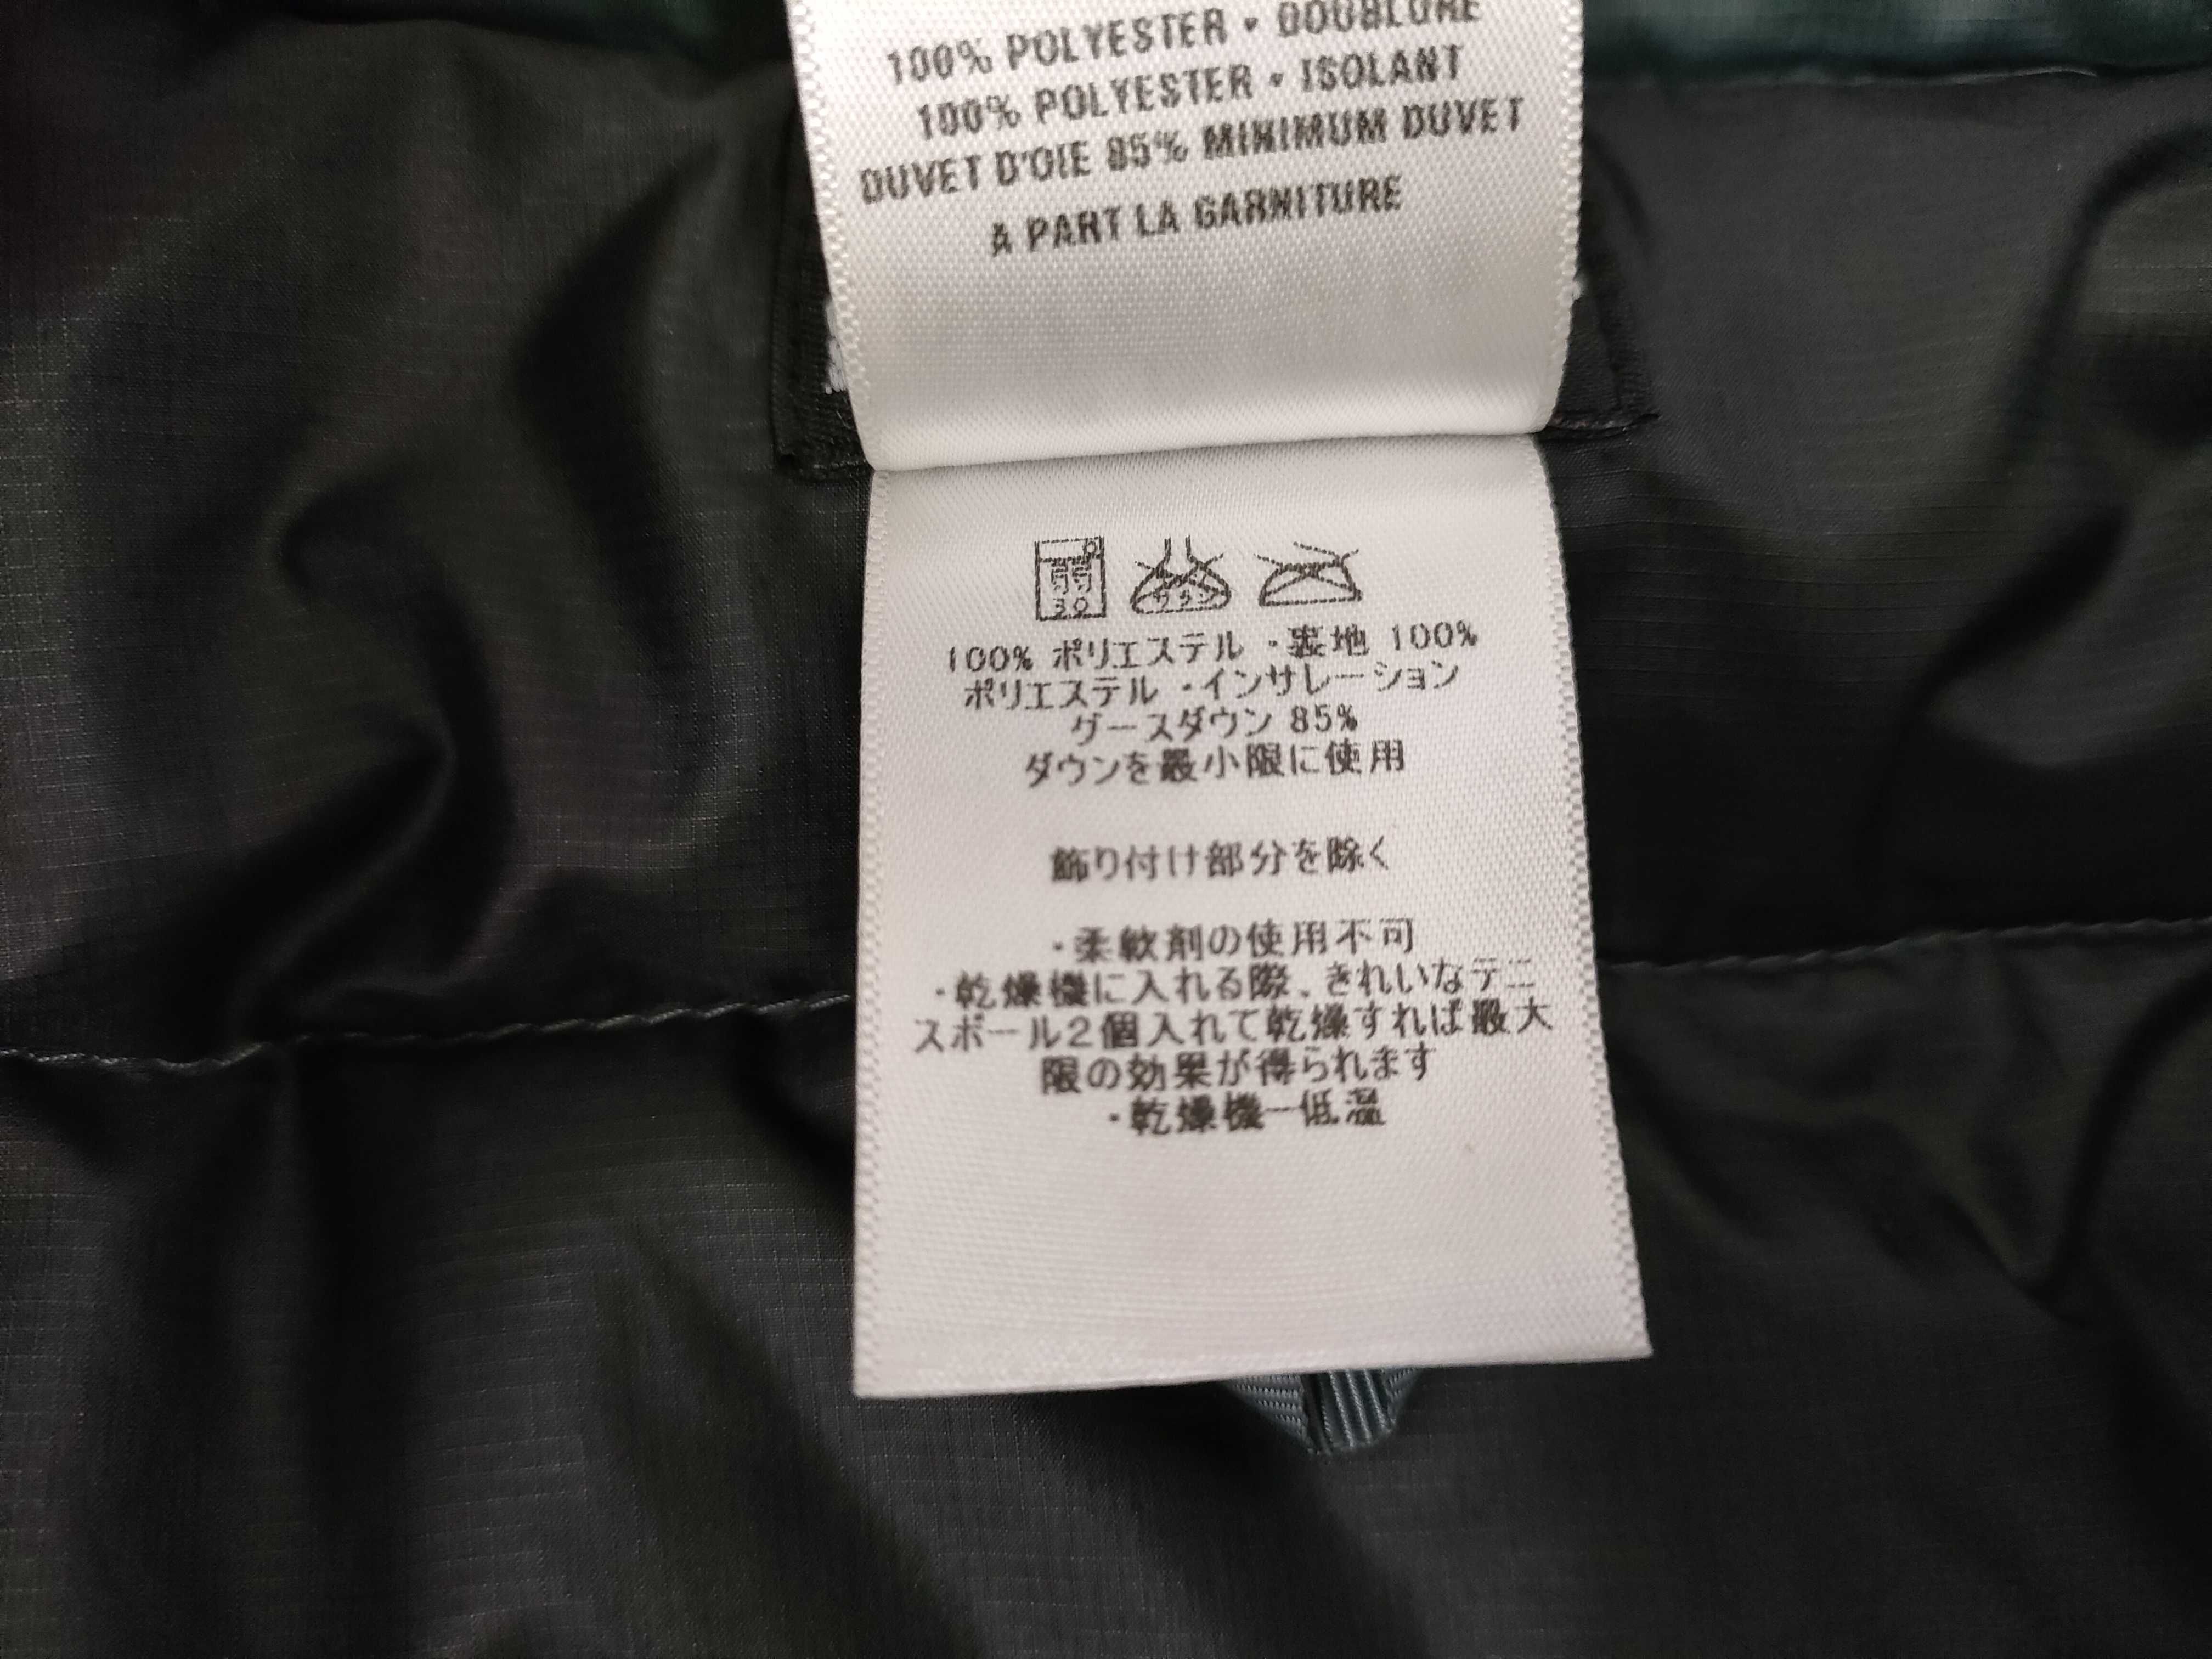 100% POLYESTER • DOUBLURE
100% POLYESTER • ISOLANT
DUVET D'OIE 85% MINIMUM DUVET
A PART LA GARNITURE
弱
30
サラシ
100% ポリエステル ・裏地 100%
ポリエステル ・インサレーション
グースダウン 85%
ダウンを最小限に使用
飾り付け部分を除く
・柔軟剤の使用不可
・乾燥機に入れる際、きれいなテニ
スボール2個入れて乾燥すれば最大
限の効果が得られます
・乾燥機ー低温